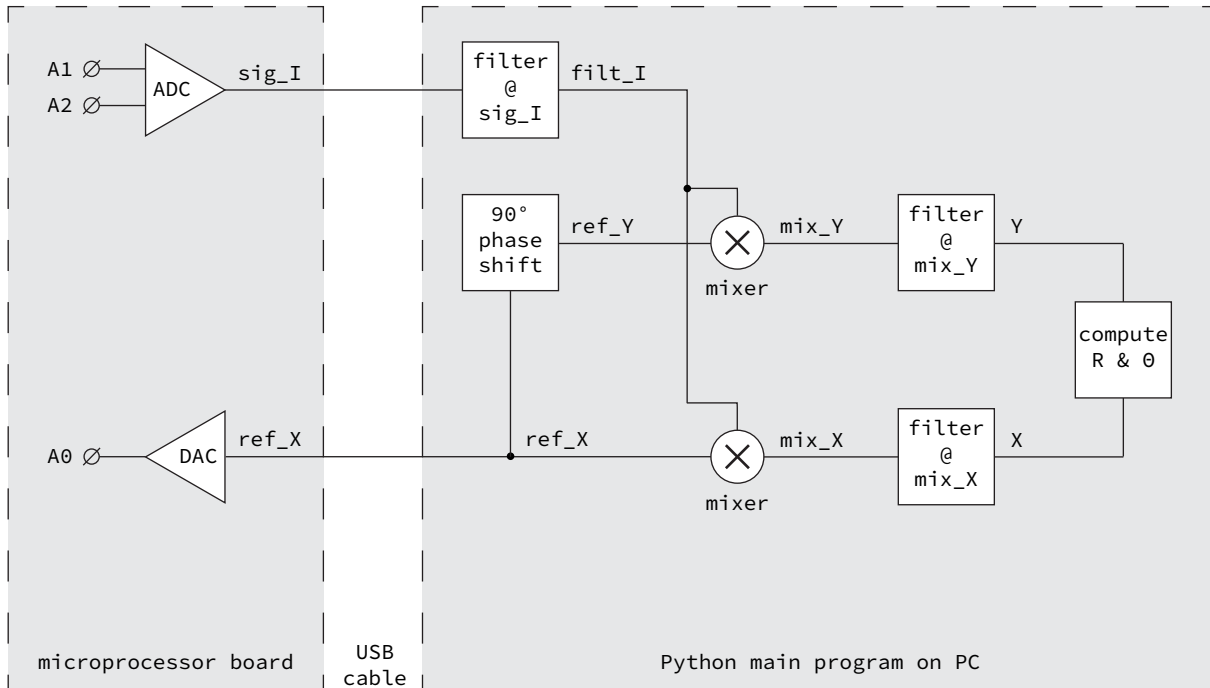 A1
A2
ADC
sig_I
filter
@
sig_I
filt_I
90°
phase
shift
ref_Y
mixer
mix_Y
filter
@
mix_Y
Y
compute
R & Θ
A0
DAC
ref_X
ref_X
mixer
mix_X
filter
@
mix_X
X
microprocessor board
USB
cable
Python main program on PC